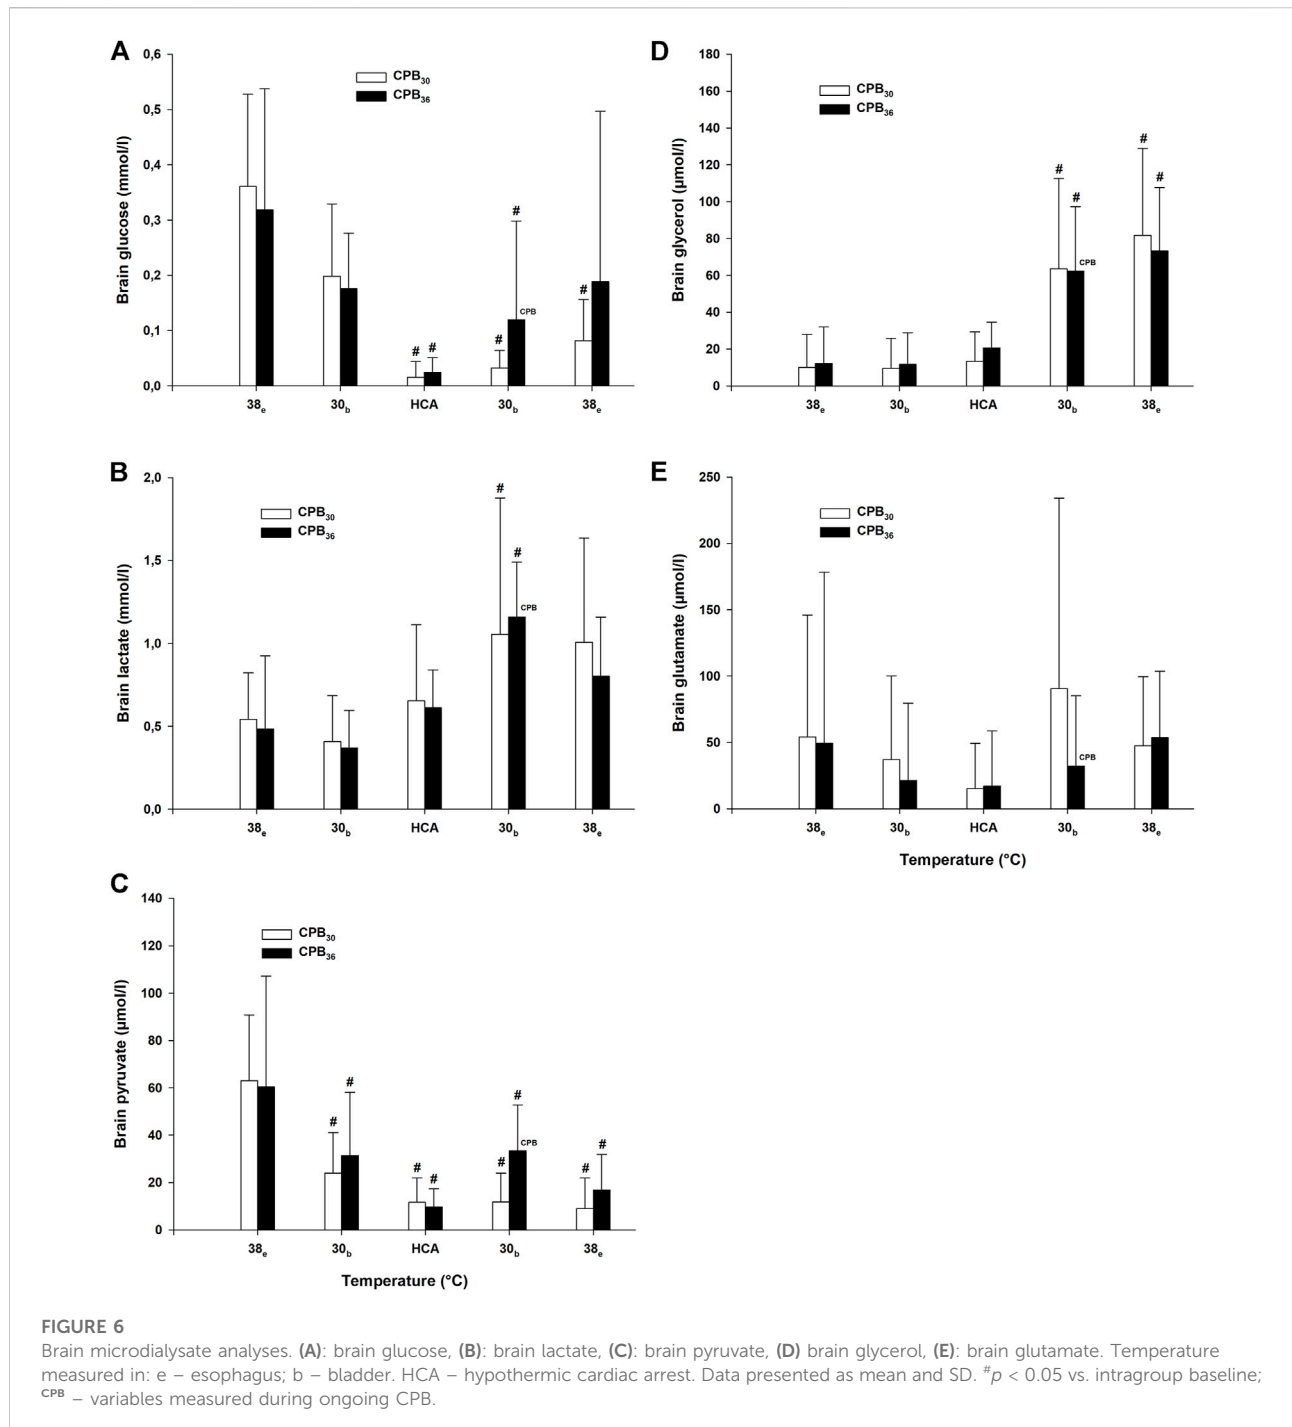 A
Brain glucose (mmol/l)
0,6
0,5
0,4
0,3
0,2
0,1
0,0
CPB30
CPB36
# # # # CPB #
38e 30b HCA 30b 38e
D
Brain glycerol (µmol/l)
180
160
140
120
100
80
60
40
20
0
CPB30
CPB36
# # CPB # #
38e 30b HCA 30b 38e
B
Brain lactate (mmol/l)
2,0
1,5
1,0
0,5
0,0
CPB30
CPB36
# # CPB
38e 30b HCA 30b 38e
E
Brain glutamate (µmol/l)
250
200
150
100
50
0
CPB30
CPB36
CPB
38e 30b HCA 30b 38e
Temperature (°C)
C
Brain pyruvate (µmol/l)
140
120
100
80
60
40
20
0
CPB30
CPB36
# # # # # # CPB # #
38e 30b HCA 30b 38e
Temperature (°C)
FIGURE 6
Brain microdialysate analyses. (A): brain glucose, (B): brain lactate, (C): brain pyruvate, (D) brain glycerol, (E): brain glutamate. Temperature
measured in: e – esophagus; b – bladder. HCA – hypothermic cardiac arrest. Data presented as mean and SD. #p < 0.05 vs. intragroup baseline;
CPB – variables measured during ongoing CPB.